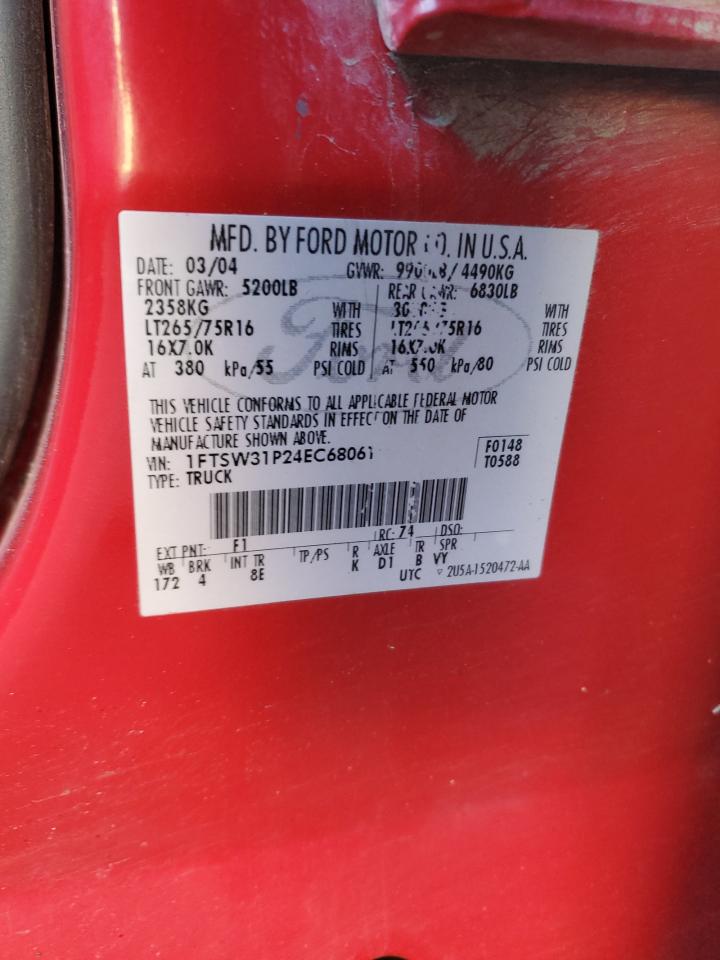 MFD. BY FORD MOTOR IN U.S.A.
DATE: 03/04 GVWR: / 4490KG
FRONT GAWR: 5200LB REAR 6830LB
2358KG WITH WITH
LT265/75R16 TIRES TIRES
16X7.0K RIMS 16X7.0K RIMS
AT 380 kPa/55 PSI COLD AT 550 kPa/80 PSI COLD
Ford
THIS VEHICLE CONFORMS TO ALL APPLICABLE FEDERAL MOTOR
VEHICLE SAFETY STANDARDS IN EFFECT ON THE DATE OF
MANUFACTURE SHOWN ABOVE.
VIN: 1FTSW31P24EC68061 F0148
TYPE: TRUCK T0588
RC: 74 DSO:
EXT PNT: F1
WB BRK INT TR TP/PS R AXLE TR SPR
172 4 8E K D1 B VY
UTC 2U5A-1520472-AA